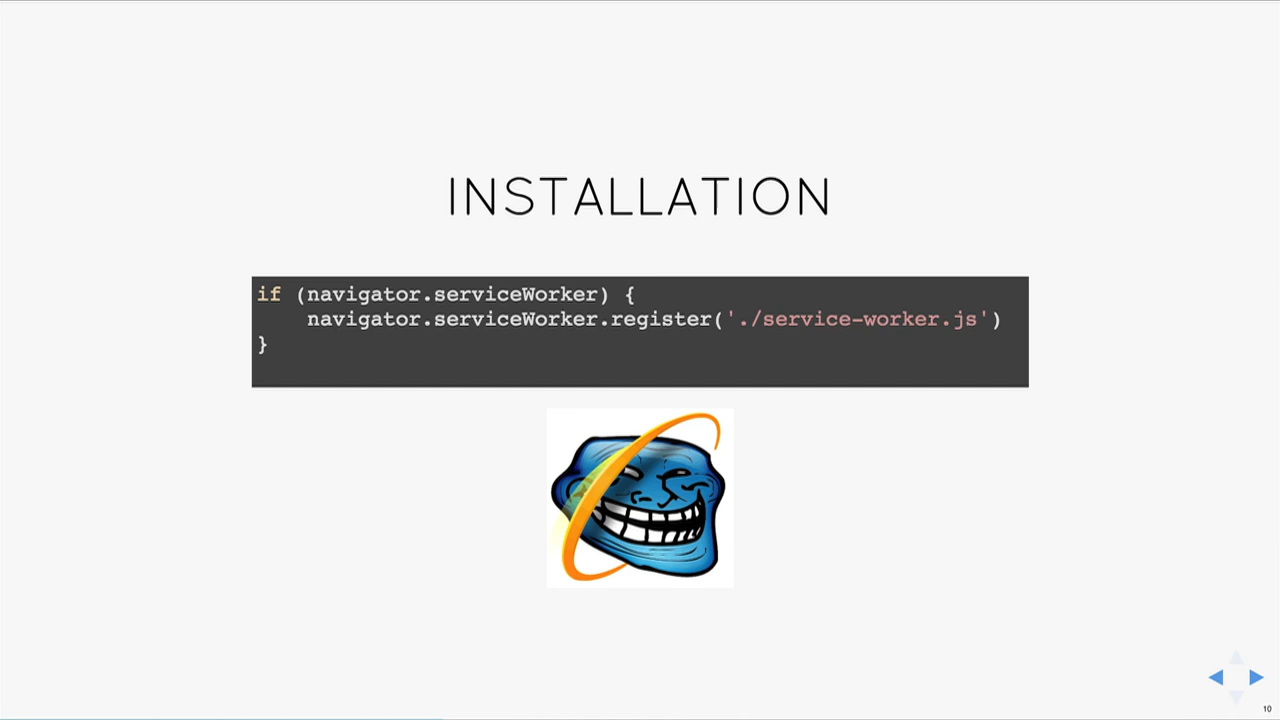 INSTALLATION
if (navigator.serviceWorker) {
    navigator.serviceWorker.register('./service-worker.js')
}
10